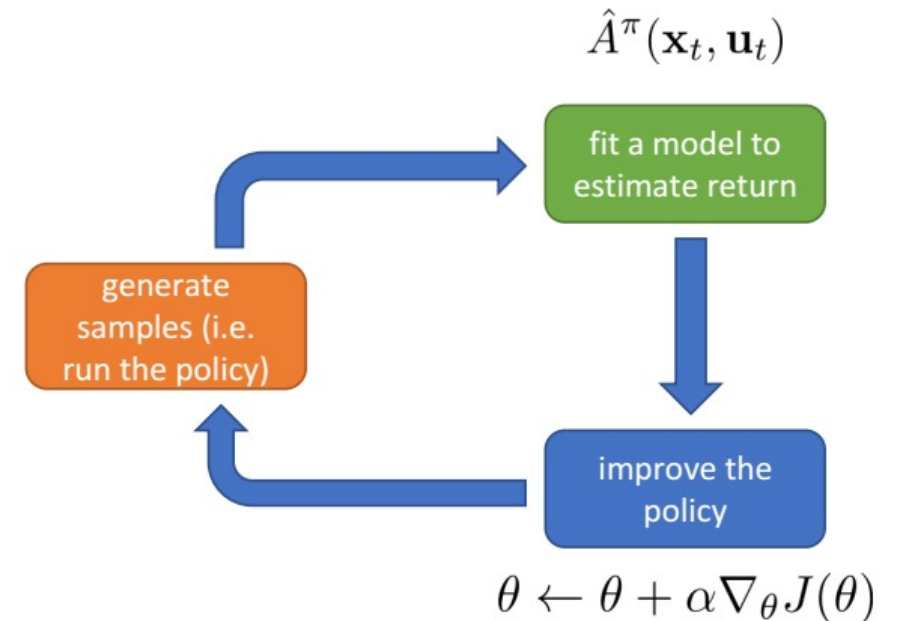 Â^π(x_t, u_t)
fit a model to
estimate return
generate
samples (i.e.
run the policy)
improve the
policy
θ ← θ + α∇_θJ(θ)